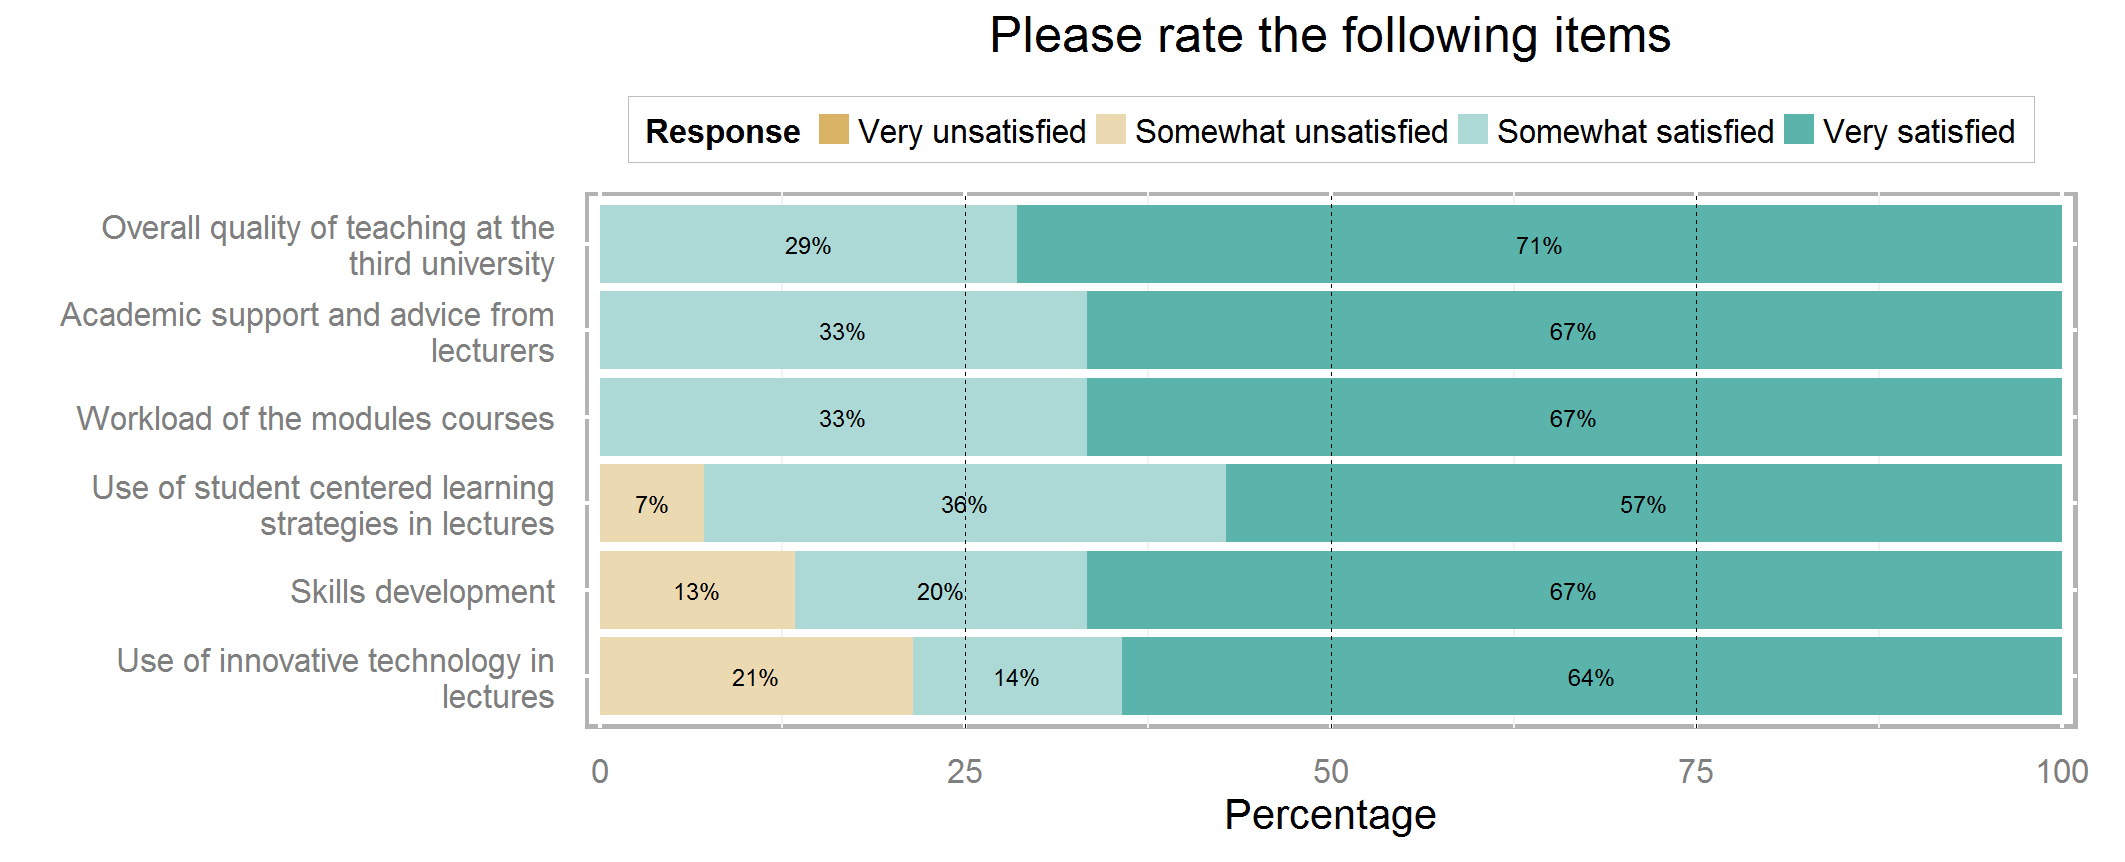 Please rate the following items
Response Very unsatisfied Somewhat unsatisfied Somewhat satisfied Very satisfied
Overall quality of teaching at the
third university
29% 71%
Academic support and advice from
lecturers
33% 67%
Workload of the modules courses
33% 67%
Use of student centered learning
strategies in lectures
7% 36% 57%
Skills development
13% 20% 67%
Use of innovative technology in
lectures
21% 14% 64%
0 25 50 75 100
Percentage